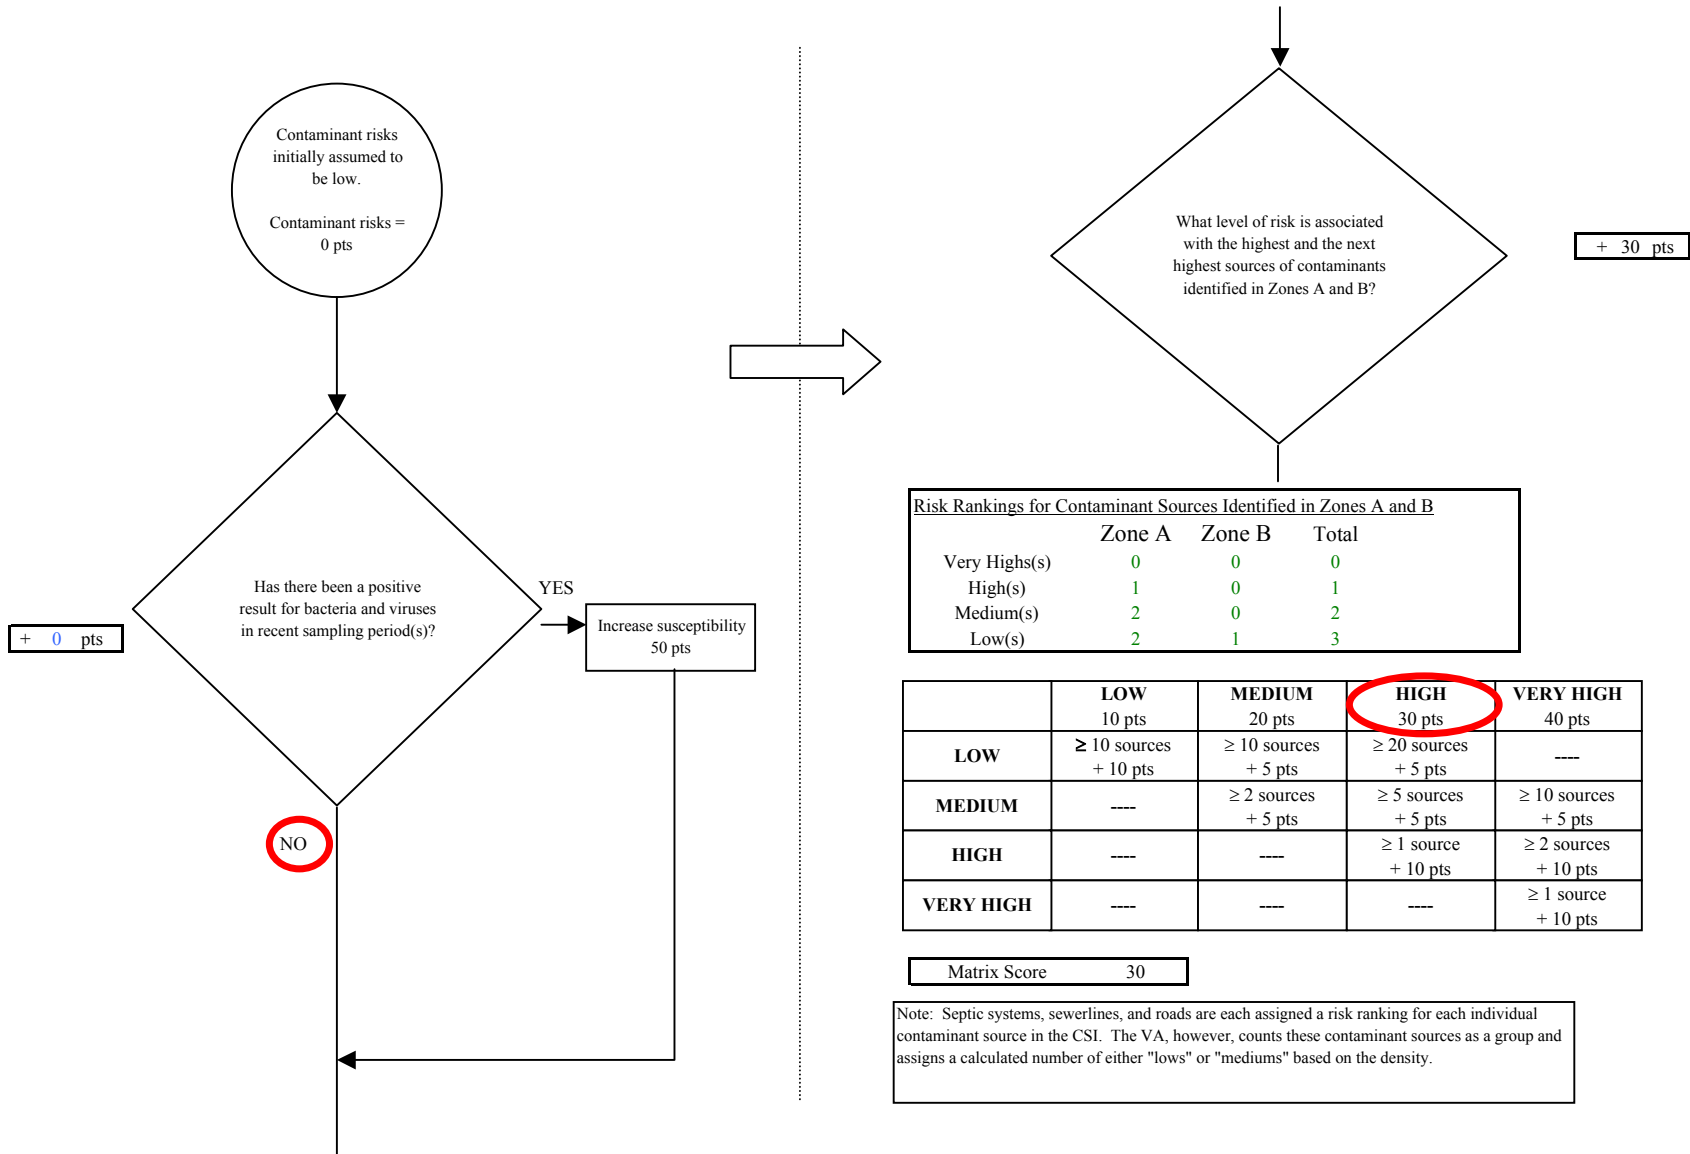 Contaminant risks
initially assumed to
be low.
Contaminant risks =
0 pts
Has there been a positive
result for bacteria and viruses
in recent sampling period(s)?
+ 0 pts
YES
Increase susceptibility
50 pts
NO
What level of risk is associated
with the highest and the next
highest sources of contaminants
identified in Zones A and B?
+ 30 pts
Risk Rankings for Contaminant Sources Identified in Zones A and B
Zone A Zone B Total
Very Highs(s) 0 0 0
High(s) 1 0 1
Medium(s) 2 0 2
Low(s) 2 1 3
LOW MEDIUM HIGH VERY HIGH
10 pts 20 pts 30 pts 40 pts
LOW ≥ 10 sources ≥ 10 sources ≥ 20 sources ----
+ 10 pts + 5 pts + 5 pts
MEDIUM ---- ≥ 2 sources ≥ 5 sources ≥ 10 sources
+ 5 pts + 5 pts + 5 pts
HIGH ---- ---- ≥ 1 source ≥ 2 sources
+ 10 pts + 10 pts
VERY HIGH ---- ---- ---- ≥ 1 source
+ 10 pts
Matrix Score 30
Note: Septic systems, sewerlines, and roads are each assigned a risk ranking for each individual
contaminant source in the CSI. The VA, however, counts these contaminant sources as a group and
assigns a calculated number of either "lows" or "mediums" based on the density.